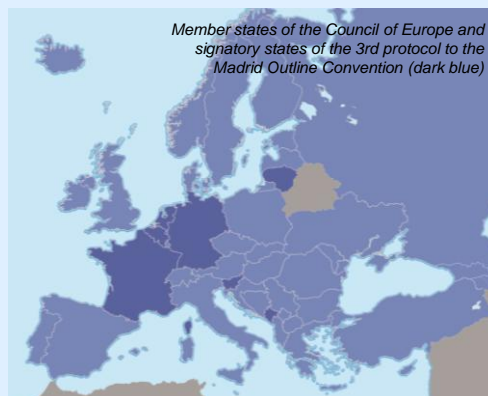 Member states of the Council of Europe and
signatory states of the 3rd protocol to the
Madrid Outline Convention (dark blue)